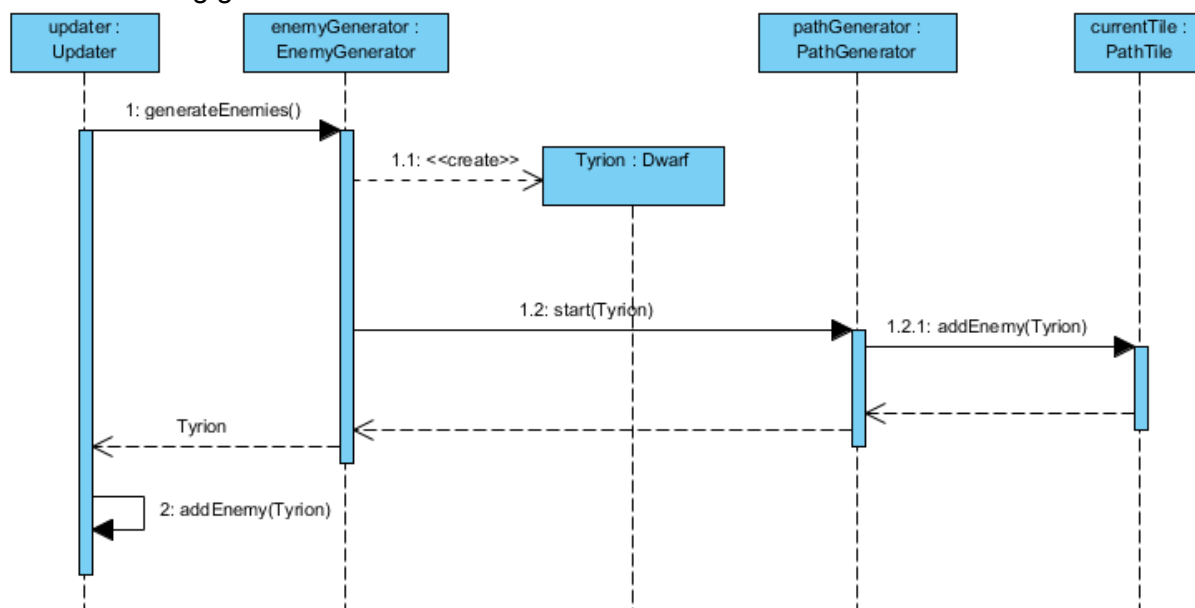 updater :
Updater
enemyGenerator :
EnemyGenerator
pathGenerator :
PathGenerator
currentTile :
PathTile
1: generateEnemies()
1.1: <<create>>
Tyrion : Dwarf
1.2: start(Tyrion)
1.2.1: addEnemy(Tyrion)
Tyrion
2: addEnemy(Tyrion)